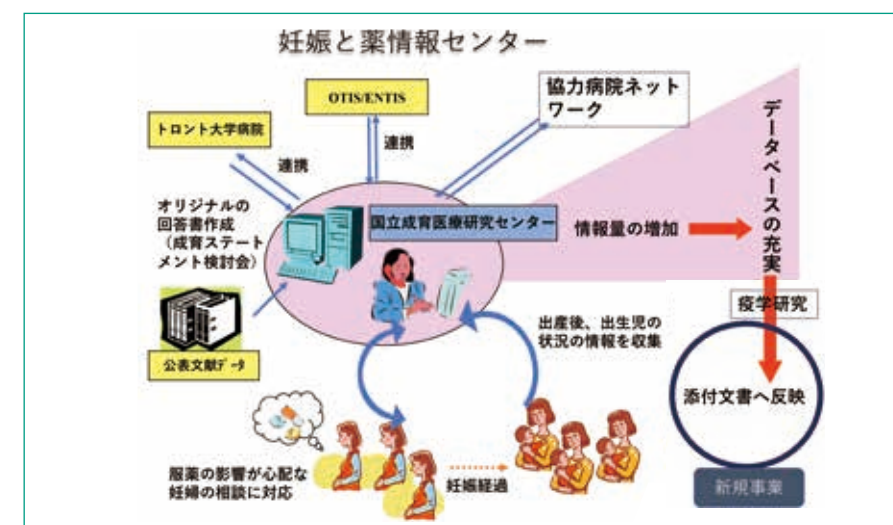 妊娠と薬情報センター
OTIS/ENTIS
協力病院ネット
ワーク
トロント大学病院
連携
連携
データベースの充実
オリジナルの
回答書作成
（成育ステート
メント検討会）
国立成育医療研究センター
情報量の増加
疫学研究
公表文献ﾃﾞｰﾀ
出産後、出生児の
状況の情報を収集
添付文書へ反映
服薬の影響が心配な
妊婦の相談に対応
妊娠経過
新規事業